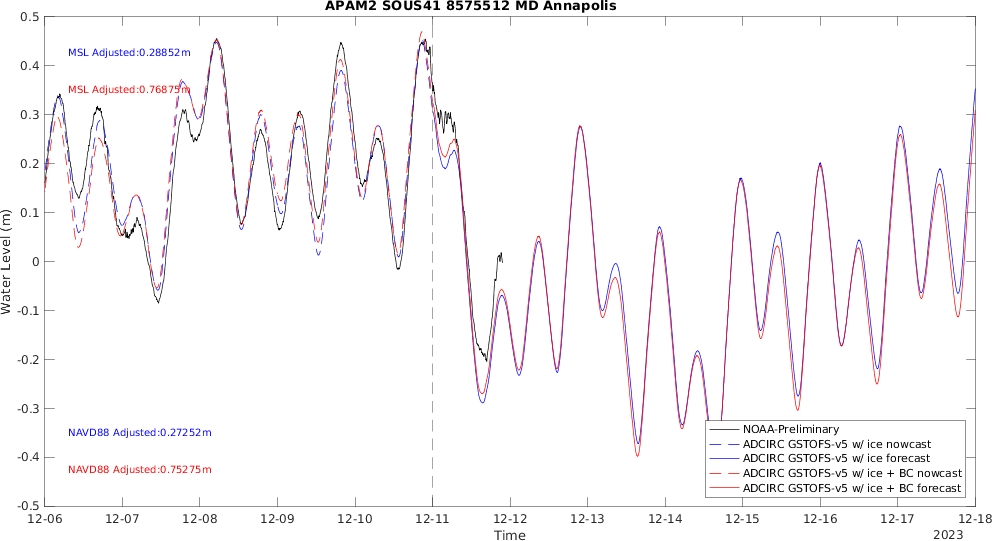 APAM2 SOUS41 8575512 MD Annapolis
0.5
0.4
0.3
0.2
0.1
0
-0.1
-0.2
-0.3
-0.4
-0.5
Water Level (m)
MSL Adjusted:0.28852m
MSL Adjusted:0.76875m
NAVD88 Adjusted:0.27252m
NAVD88 Adjusted:0.75275m
NOAA-Preliminary
ADCIRC GSTOFS-v5 w/ ice nowcast
ADCIRC GSTOFS-v5 w/ ice forecast
ADCIRC GSTOFS-v5 w/ ice + BC nowcast
ADCIRC GSTOFS-v5 w/ ice + BC forecast
12-06 12-07 12-08 12-09 12-10 12-11 12-12 12-13 12-14 12-15 12-16 12-17 12-18
Time
2023